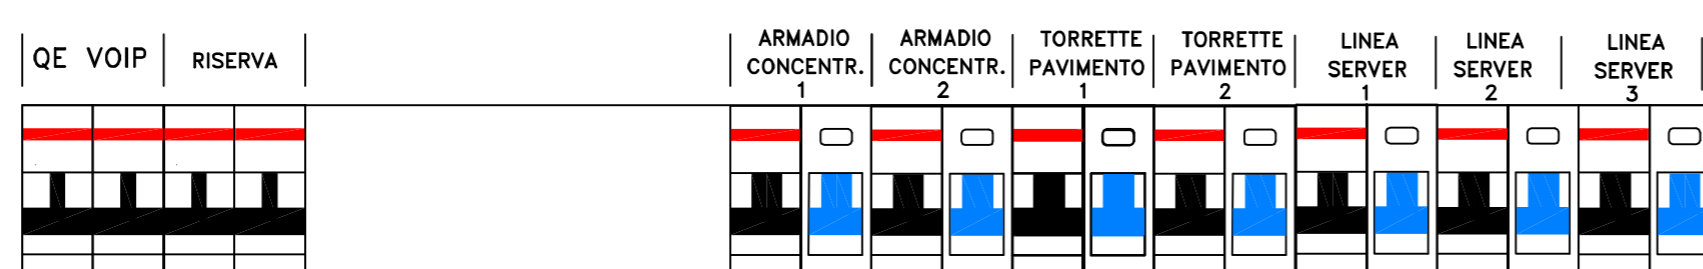 QE VOIP
RISERVA
ARMADIO
CONCENTR.
1
ARMADIO
CONCENTR.
2
TORRETTE
PAVIMENTO
1
TORRETTE
PAVIMENTO
2
LINEA
SERVER
1
LINEA
SERVER
2
LINEA
SERVER
3